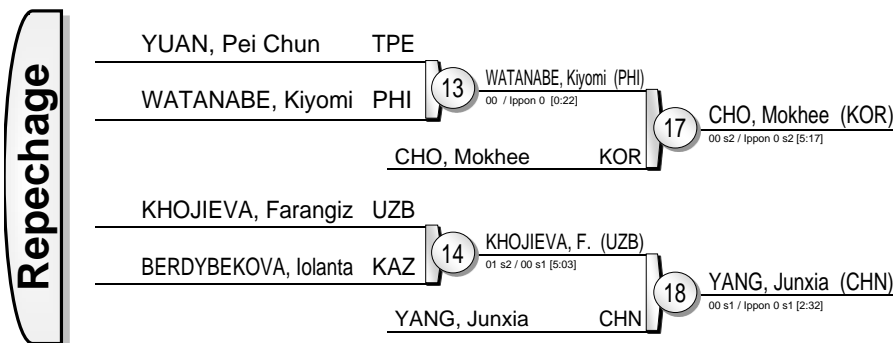 Repechage
YUAN, Pei Chun TPE
WATANABE, Kiyomi PHI
13
WATANABE, Kiyomi (PHI)
00 / Ippon 0 [0:22]
CHO, Mokhee KOR
17
CHO, Mokhee (KOR)
00 s2 / Ippon 0 s2 [5:17]
KHOJIEVA, Farangiz UZB
BERDYBEKOVA, Iolanta KAZ
14
KHOJIEVA, F. (UZB)
01 s2 / 00 s1 [5:03]
YANG, Junxia CHN
18
YANG, Junxia (CHN)
00 s1 / Ippon 0 s1 [2:32]